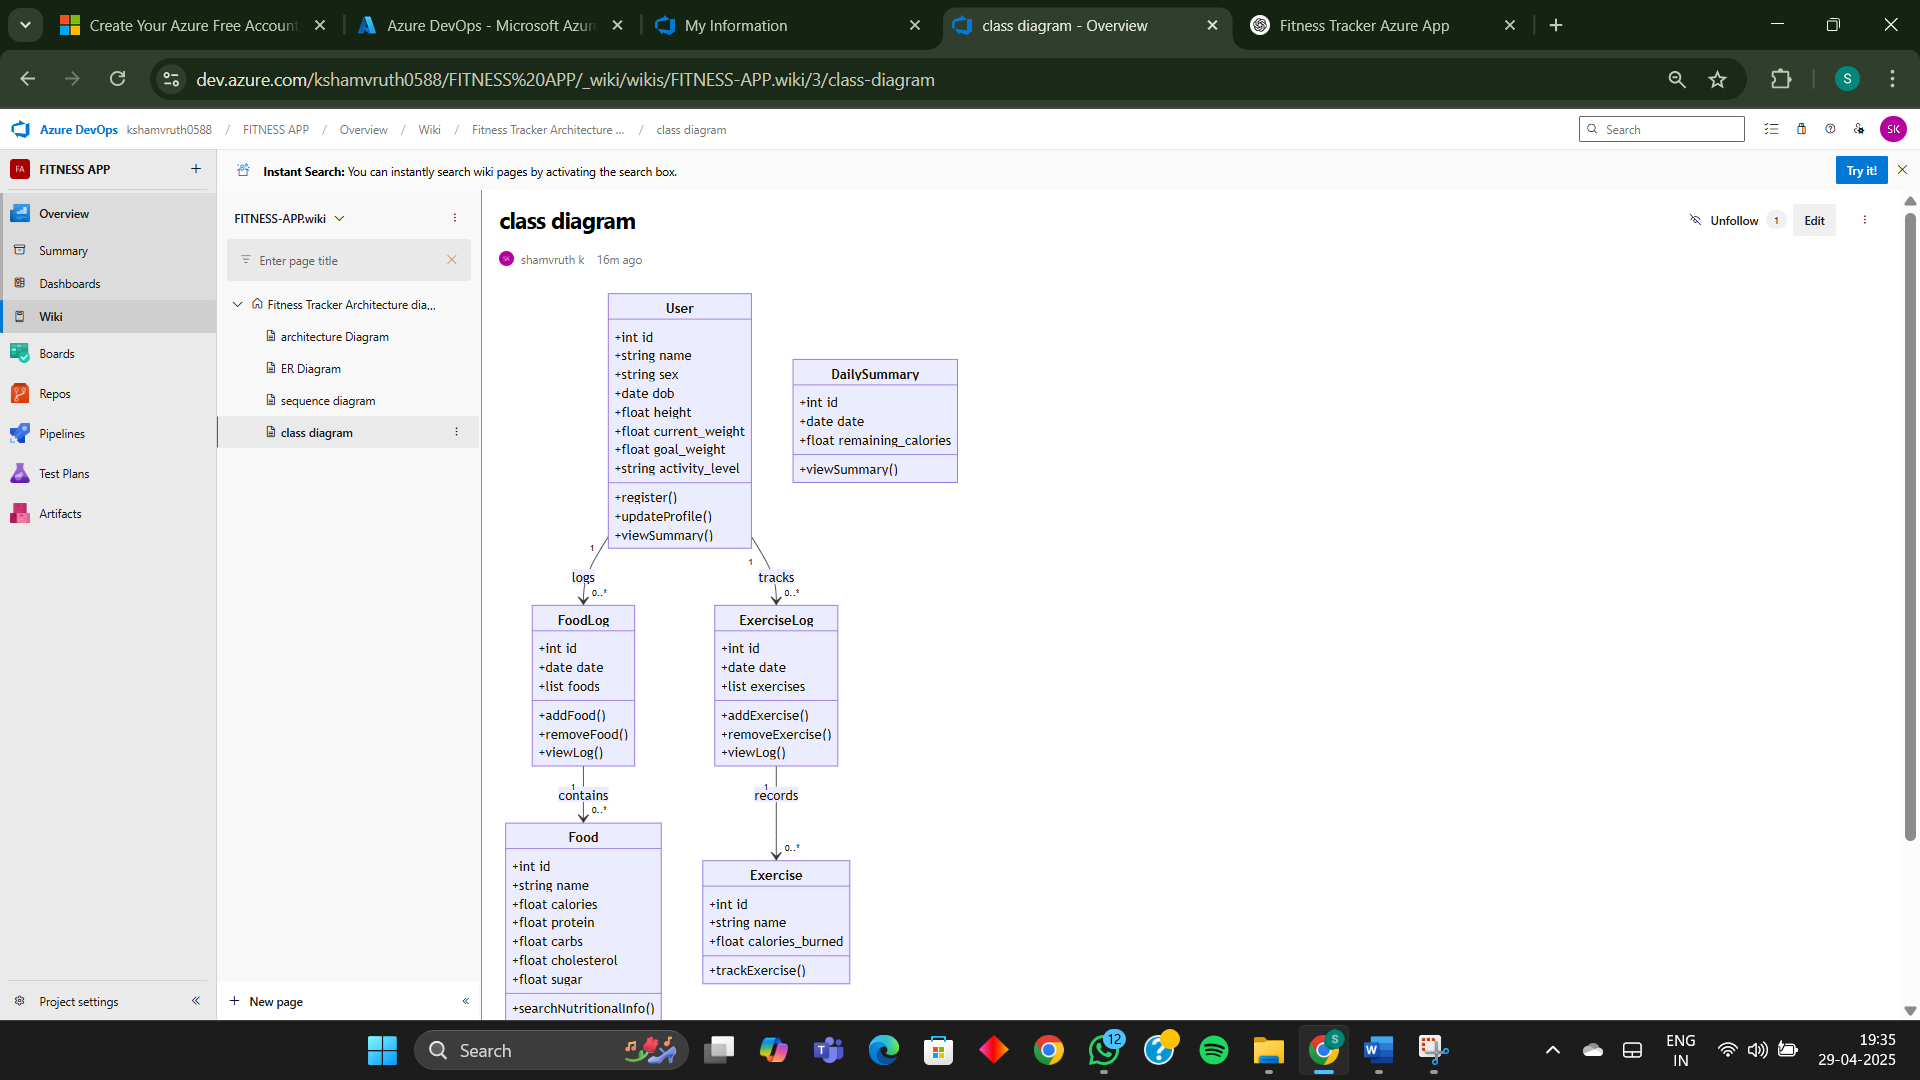 Create Your Azure Free Account
Azure DevOps - Microsoft Azure
My Information
class diagram - Overview
Fitness Tracker Azure App
dev.azure.com/kshamvruth0588/FITNESS%20APP/_wiki/wikis/FITNESS-APP.wiki/3/class-diagram
S
Azure DevOps kshamvruth0588 / FITNESS APP / Overview / Wiki / Fitness Tracker Architecture ... / class diagram
Search
SK
FA FITNESS APP
Instant Search: You can instantly search wiki pages by activating the search box.
Try it!
Overview
Summary
Dashboards
Wiki
Boards
Repos
Pipelines
Test Plans
Artifacts
Project settings
FITNESS-APP.wiki
Enter page title
Fitness Tracker Architecture dia...
architecture Diagram
ER Diagram
sequence diagram
class diagram
New page
class diagram
Unfollow 1
Edit
shamvruth k 16m ago
User
+int id
+string name
+string sex
+date dob
+float height
+float current_weight
+float goal_weight
+string activity_level
+register()
+updateProfile()
+viewSummary()
DailySummary
+int id
+date date
+float remaining_calories
+viewSummary()
1
logs
0..*
1
tracks
0..*
FoodLog
+int id
+date date
+list foods
+addFood()
+removeFood()
+viewLog()
ExerciseLog
+int id
+date date
+list exercises
+addExercise()
+removeExercise()
+viewLog()
1
contains
0..*
1
records
0..*
Food
+int id
+string name
+float calories
+float protein
+float carbs
+float cholesterol
+float sugar
+searchNutritionalInfo()
Exercise
+int id
+string name
+float calories_burned
+trackExercise()
Search
12
S
ENG
IN
19:35
29-04-2025